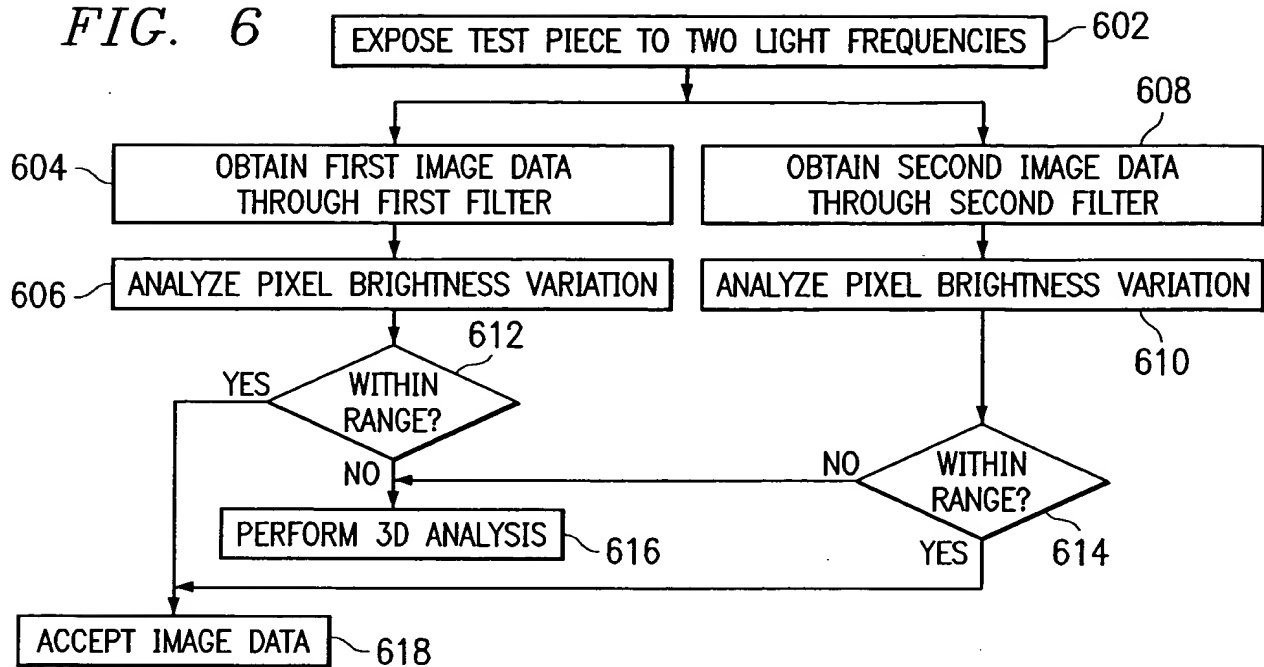 FIG. 6
EXPOSE TEST PIECE TO TWO LIGHT FREQUENCIES
602
608
604
OBTAIN FIRST IMAGE DATA
THROUGH FIRST FILTER
OBTAIN SECOND IMAGE DATA
THROUGH SECOND FILTER
606
ANALYZE PIXEL BRIGHTNESS VARIATION
ANALYZE PIXEL BRIGHTNESS VARIATION
610
612
YES
WITHIN
RANGE?
NO
NO
WITHIN
RANGE?
614
YES
PERFORM 3D ANALYSIS
616
ACCEPT IMAGE DATA
618